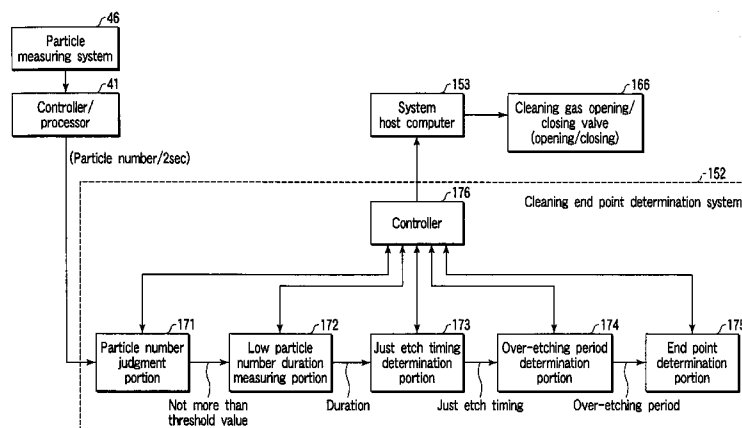 46
Particle
measuring system
41
Controller/
processor
(Particle number/2sec)
153
System
host computer
166
Cleaning gas opening/
closing valve
(opening/closing)
152
Cleaning end point determination system
176
Controller
171
Particle number
judgment
portion
172
Low particle
number duration
measuring portion
173
Just etch timing
determination
portion
174
Over-etching period
determination
portion
175
End point
determination
portion
Not more than
threshold value
Duration
Just etch timing
Over-etching period